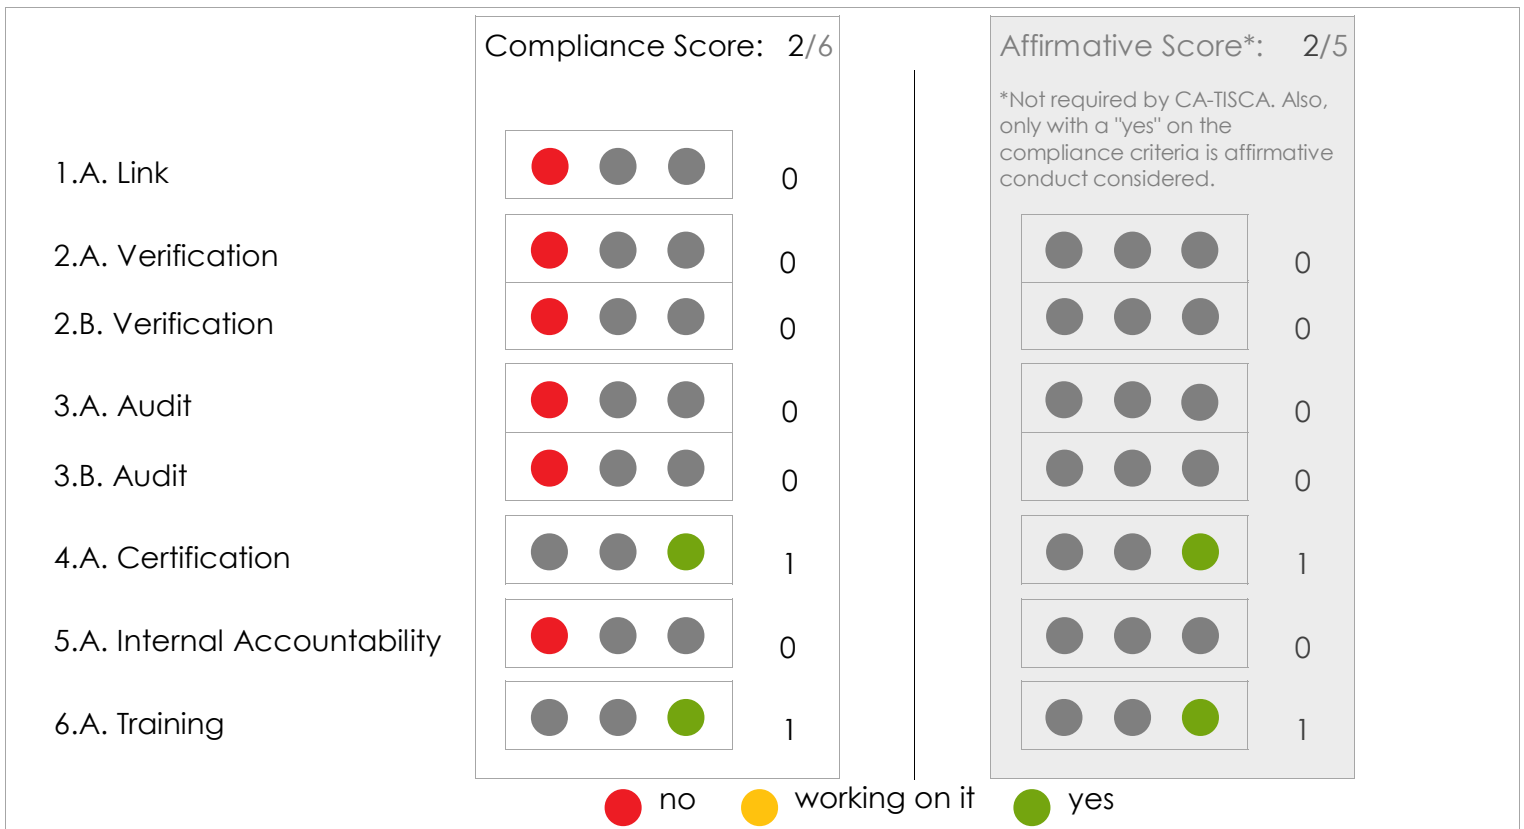 Compliance Score: 2/6
Affirmative Score*: 2/5
*Not required by CA-TISCA. Also,
only with a "yes" on the
compliance criteria is affirmative
conduct considered.
1.A. Link 0
2.A. Verification 0 0
2.B. Verification 0 0
3.A. Audit 0 0
3.B. Audit 0 0
4.A. Certification 1 1
5.A. Internal Accountability 0 0
6.A. Training 1 1
no working on it yes